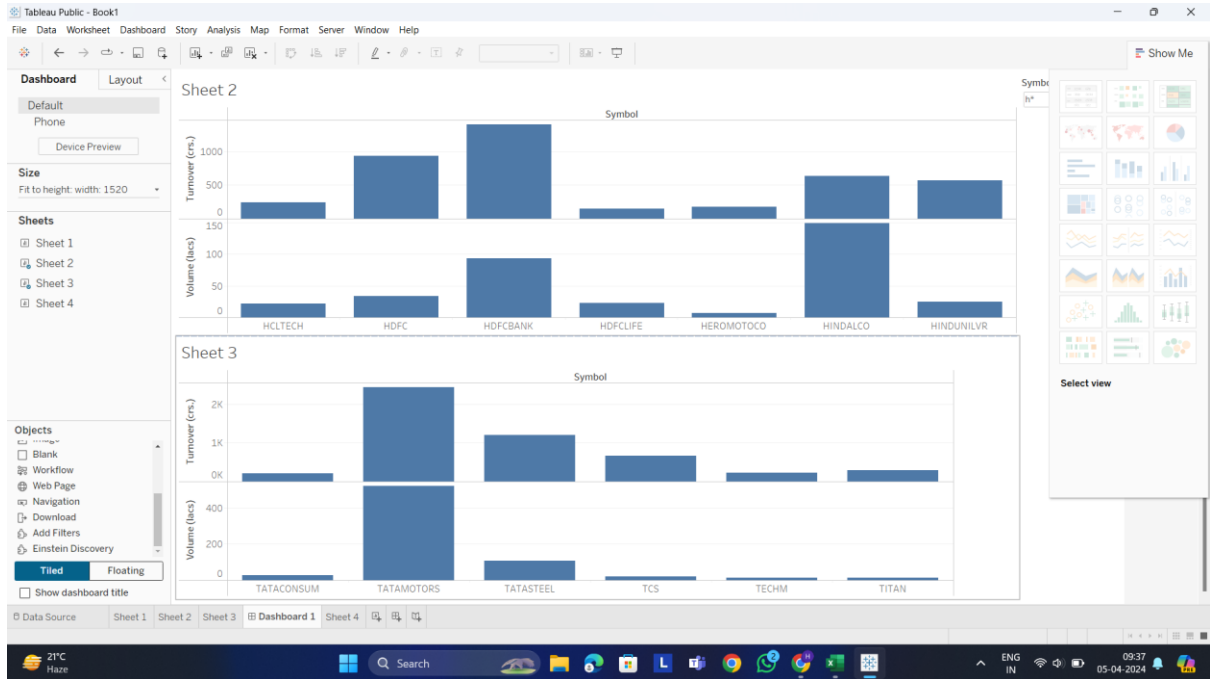 Tableau Public - Book1
File Data Worksheet Dashboard Story Analysis Map Format Server Window Help
Show Me
Dashboard Layout
Default
Phone
Device Preview
Size
Fit to height: width: 1520
Sheets
Sheet 1
Sheet 2
Sheet 3
Sheet 4
Objects
Blank
Workflow
Web Page
Navigation
Download
Add Filters
Einstein Discovery
Tiled Floating
Show dashboard title
Sheet 2
Symbol
Turnover (crs.)
1000
500
0
Volume (lacs)
150
100
50
0
HCLTECH HDFC HDFCBANK HDFCLIFE HEROMOTOCO HINDALCO HINDUNILVR
Sheet 3
Symbol
Turnover (crs.)
2K
1K
0K
Volume (lacs)
400
200
0
TATACONSUM TATAMOTORS TATASTEEL TCS TECHM TITAN
Symbo
h*
Select view
Data Source Sheet 1 Sheet 2 Sheet 3 Dashboard 1 Sheet 4
21°C
Haze
Search
ENG
IN
09:37
05-04-2024